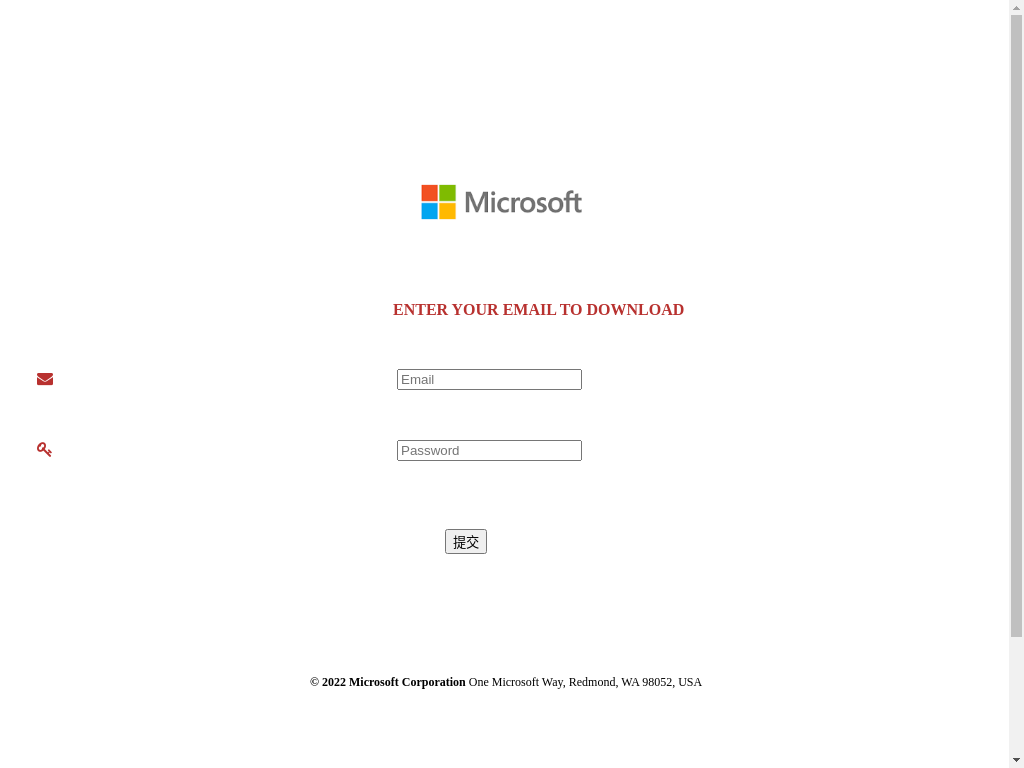 Microsoft
ENTER YOUR EMAIL TO DOWNLOAD
Email
Password
提交
© 2022 Microsoft Corporation One Microsoft Way, Redmond, WA 98052, USA